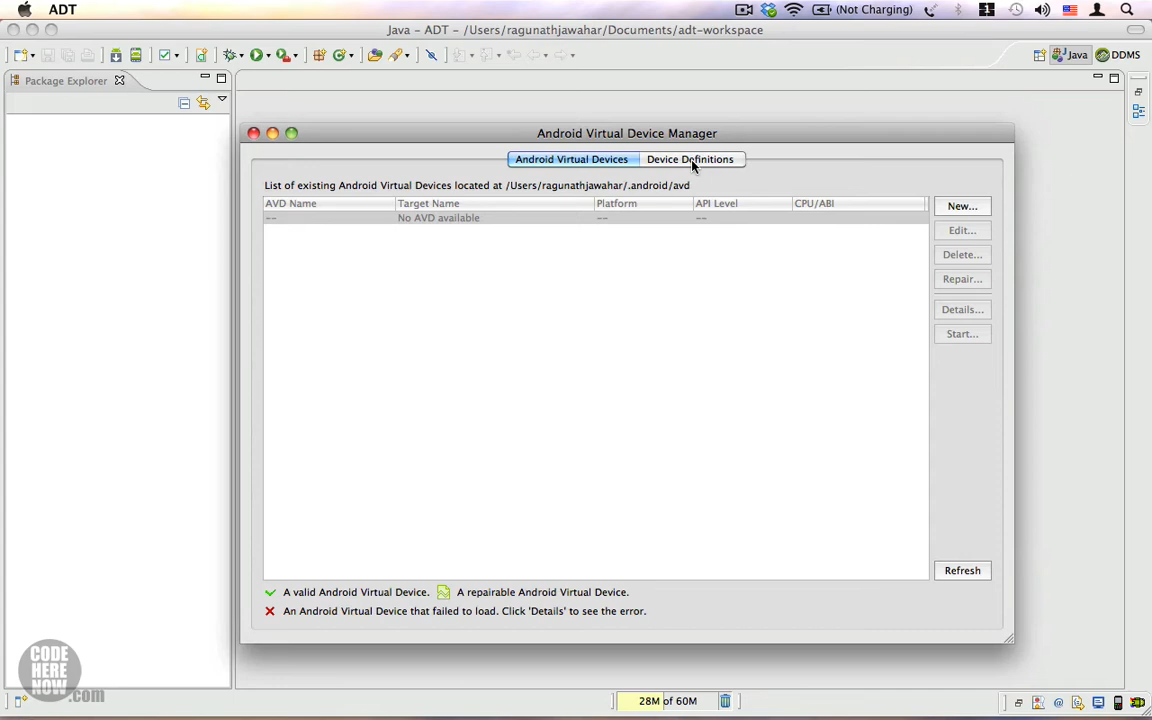 ADT (Not Charging)
Java – ADT – /Users/ragunathjawahar/Documents/adt-workspace
Java DDMS
Package Explorer
Android Virtual Device Manager
Android Virtual Devices Device Definitions
List of existing Android Virtual Devices located at /Users/ragunathjawahar/.android/avd
AVD Name Target Name Platform API Level CPU/ABI
-- No AVD available -- --
New...
Edit...
Delete...
Repair...
Details...
Start...
Refresh
A valid Android Virtual Device. A repairable Android Virtual Device.
An Android Virtual Device that failed to load. Click 'Details' to see the error.
CODE
HERE
NOW.com
28M of 60M